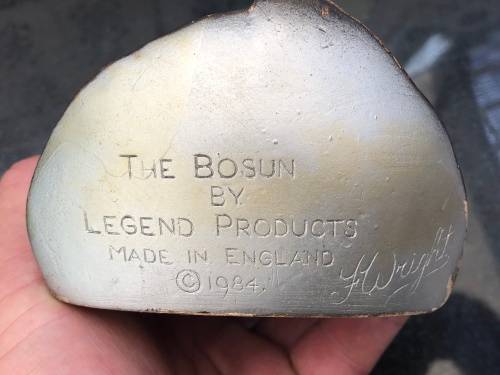 THE BOSUN
BY
LEGEND PRODUCTS
MADE IN ENGLAND
© 1984.
F Wright